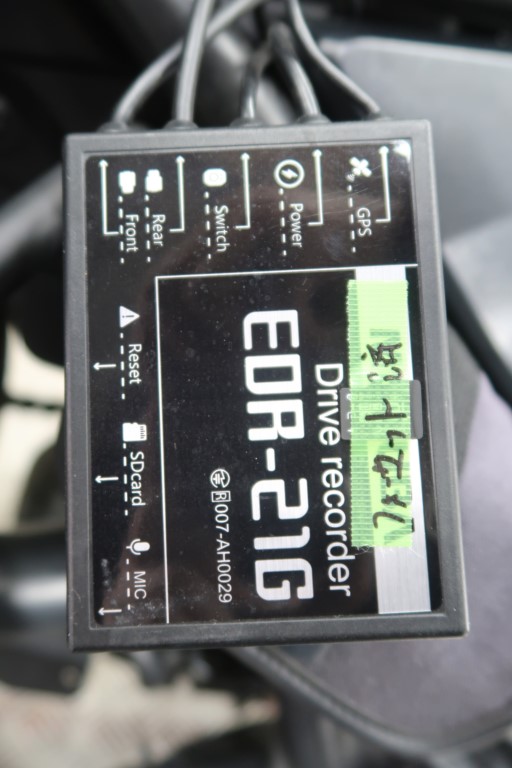 GPS
Power
Switch
Rear
Front
Drive recorder
EDR-21G
R 007-AH0029
Reset
SDcard
MIC